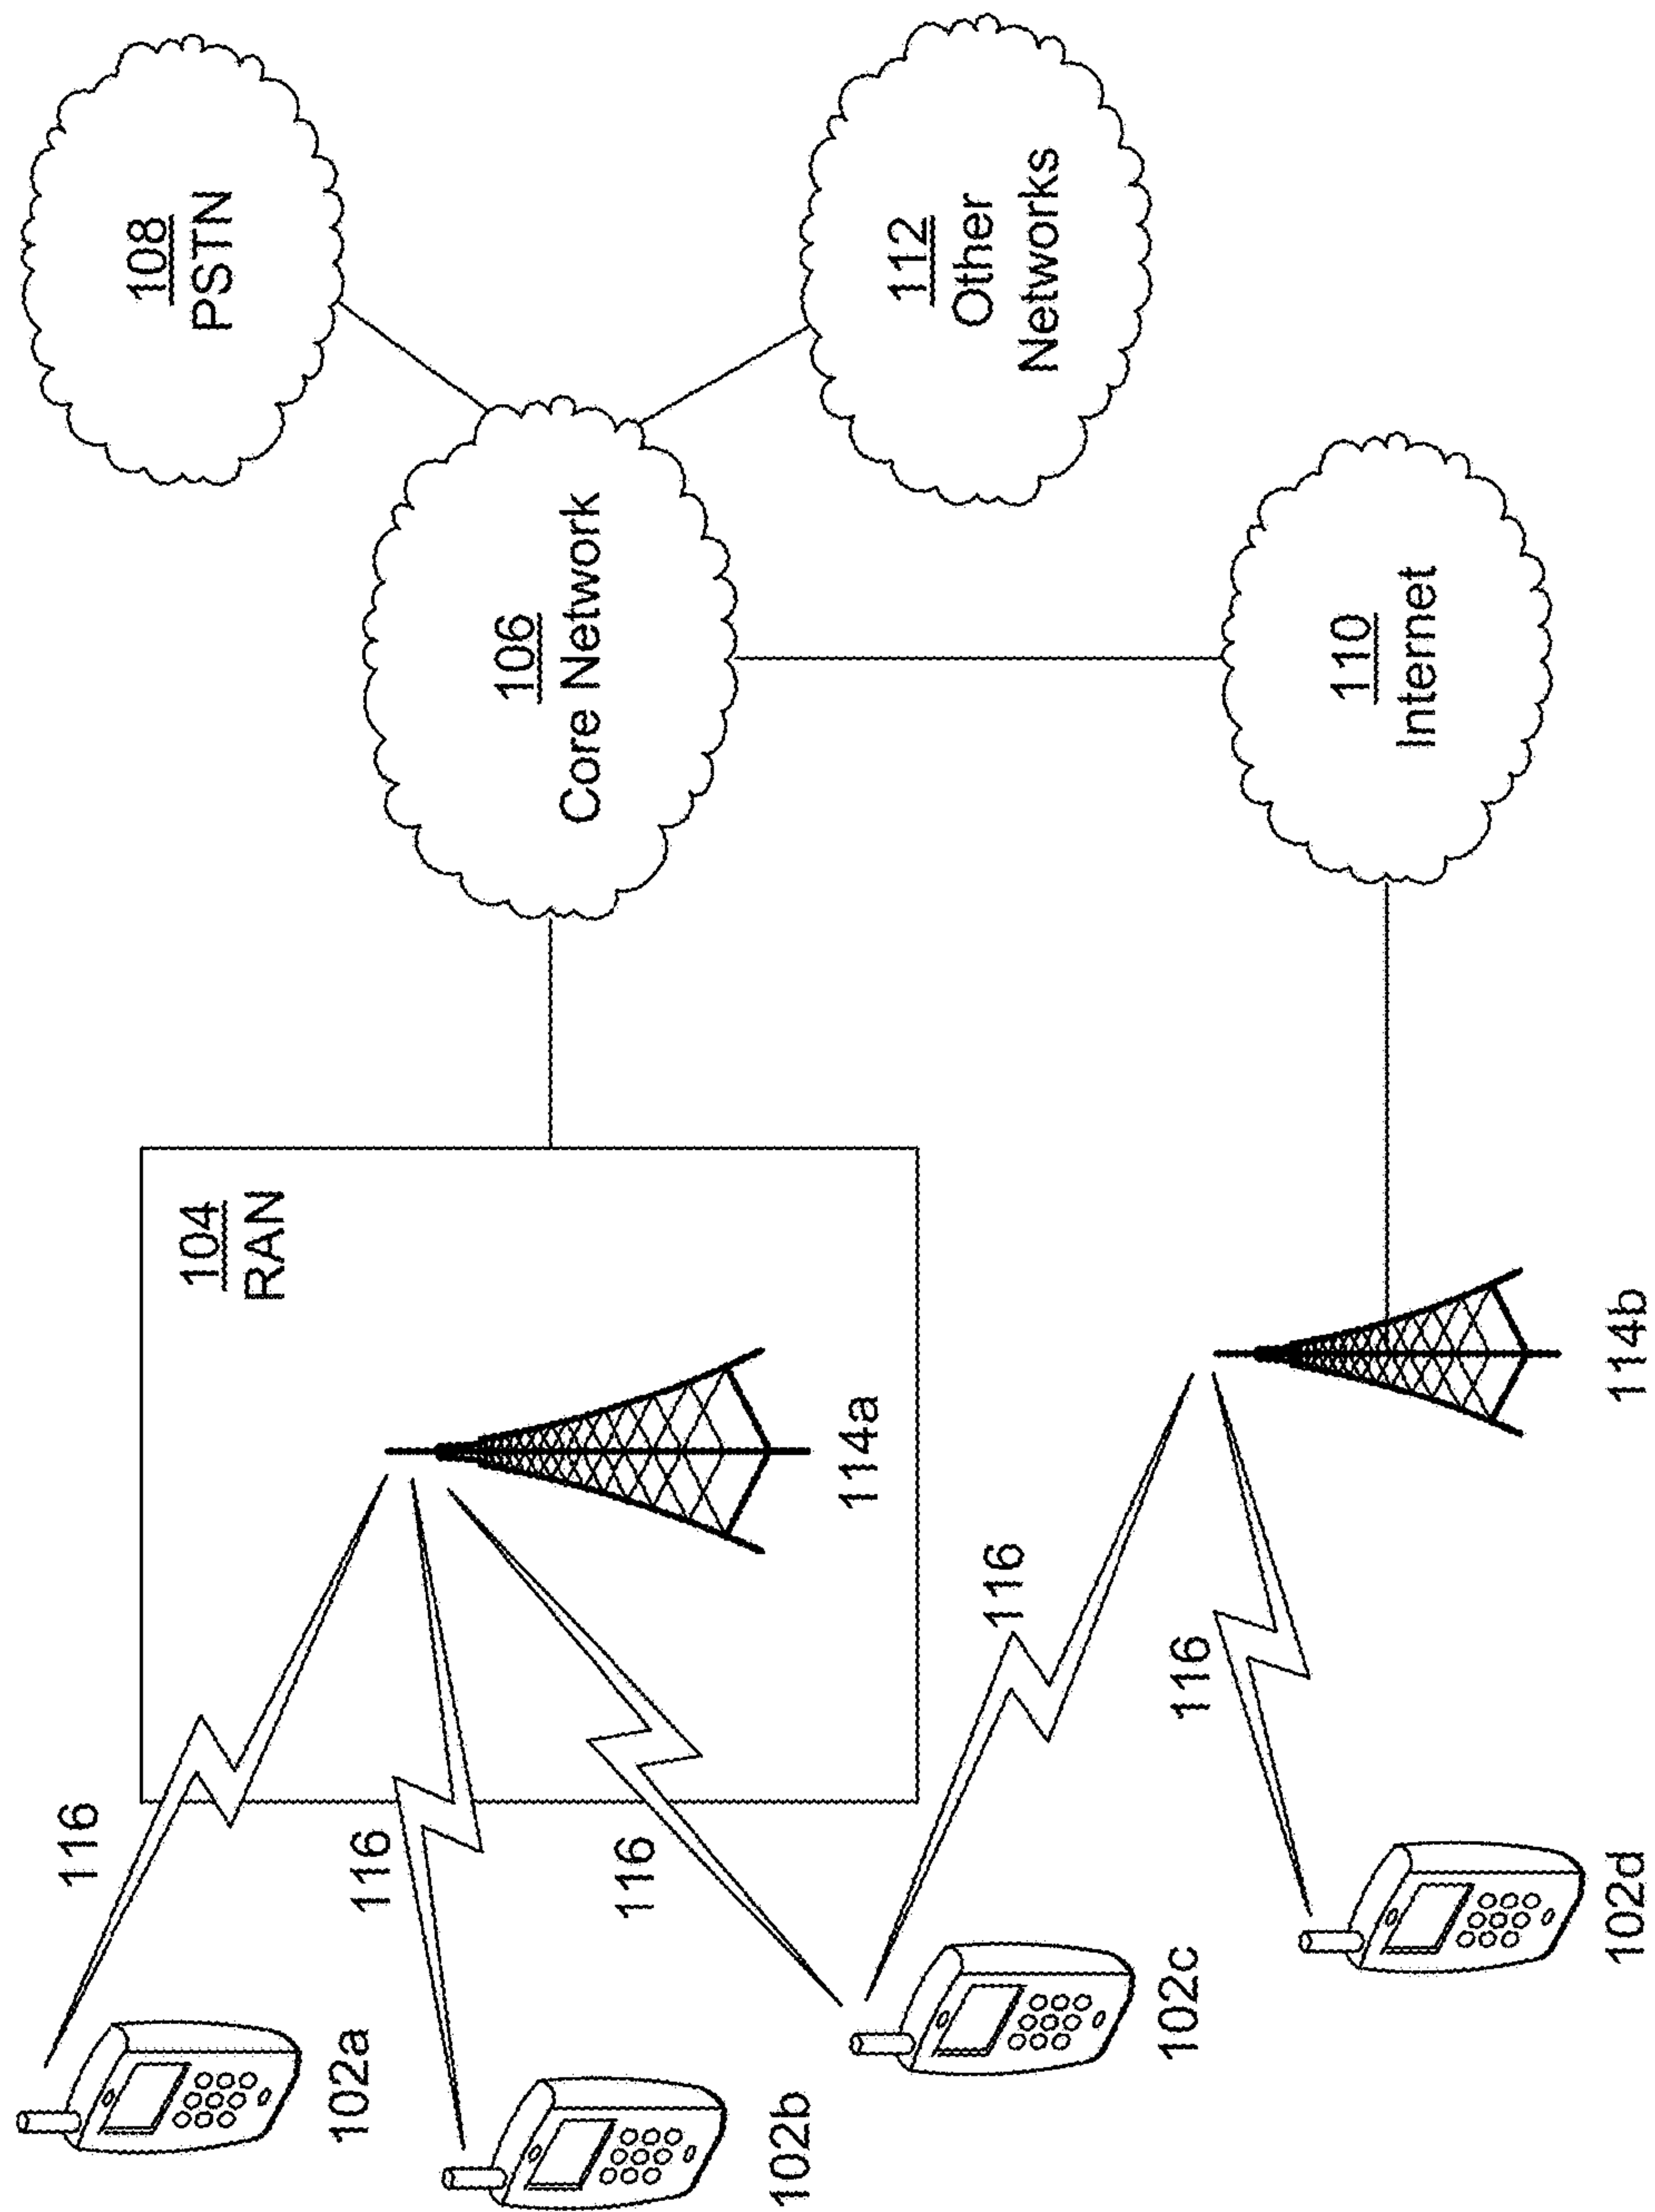 108
PSTN
104
RAN
106
Core Network
112
Other
Networks
116
116
116
114a
102a
102b
116
116
110
Internet
102c
102d
114b